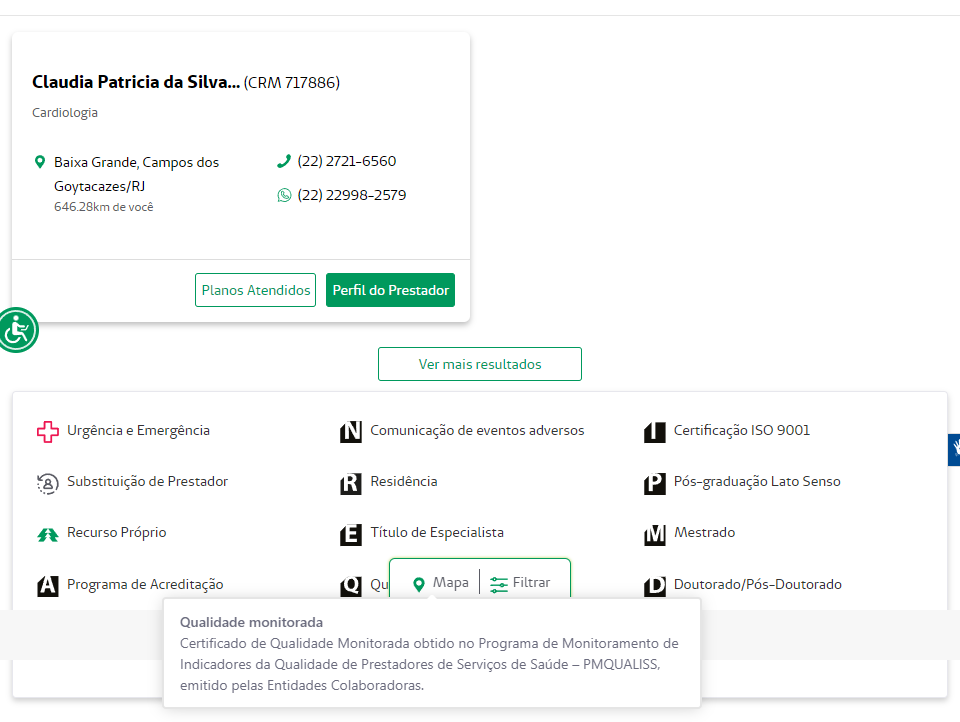 Claudia Patricia da Silva... (CRM 717886)
Cardiologia
Baixa Grande, Campos dos
Goytacazes/RJ
646.28km de você
(22) 2721-6560
(22) 22998-2579
Planos Atendidos
Perfil do Prestador
Ver mais resultados
Urgência e Emergência
N Comunicação de eventos adversos
I Certificação ISO 9001
Substituição de Prestador
R Residência
P Pós-graduação Lato Senso
Recurso Próprio
E Título de Especialista
M Mestrado
A Programa de Acreditação
Q Qu
D Doutorado/Pós-Doutorado
Mapa
Filtrar
Qualidade monitorada
Certificado de Qualidade Monitorada obtido no Programa de Monitoramento de
Indicadores da Qualidade de Prestadores de Serviços de Saúde – PMQUALISS,
emitido pelas Entidades Colaboradoras.